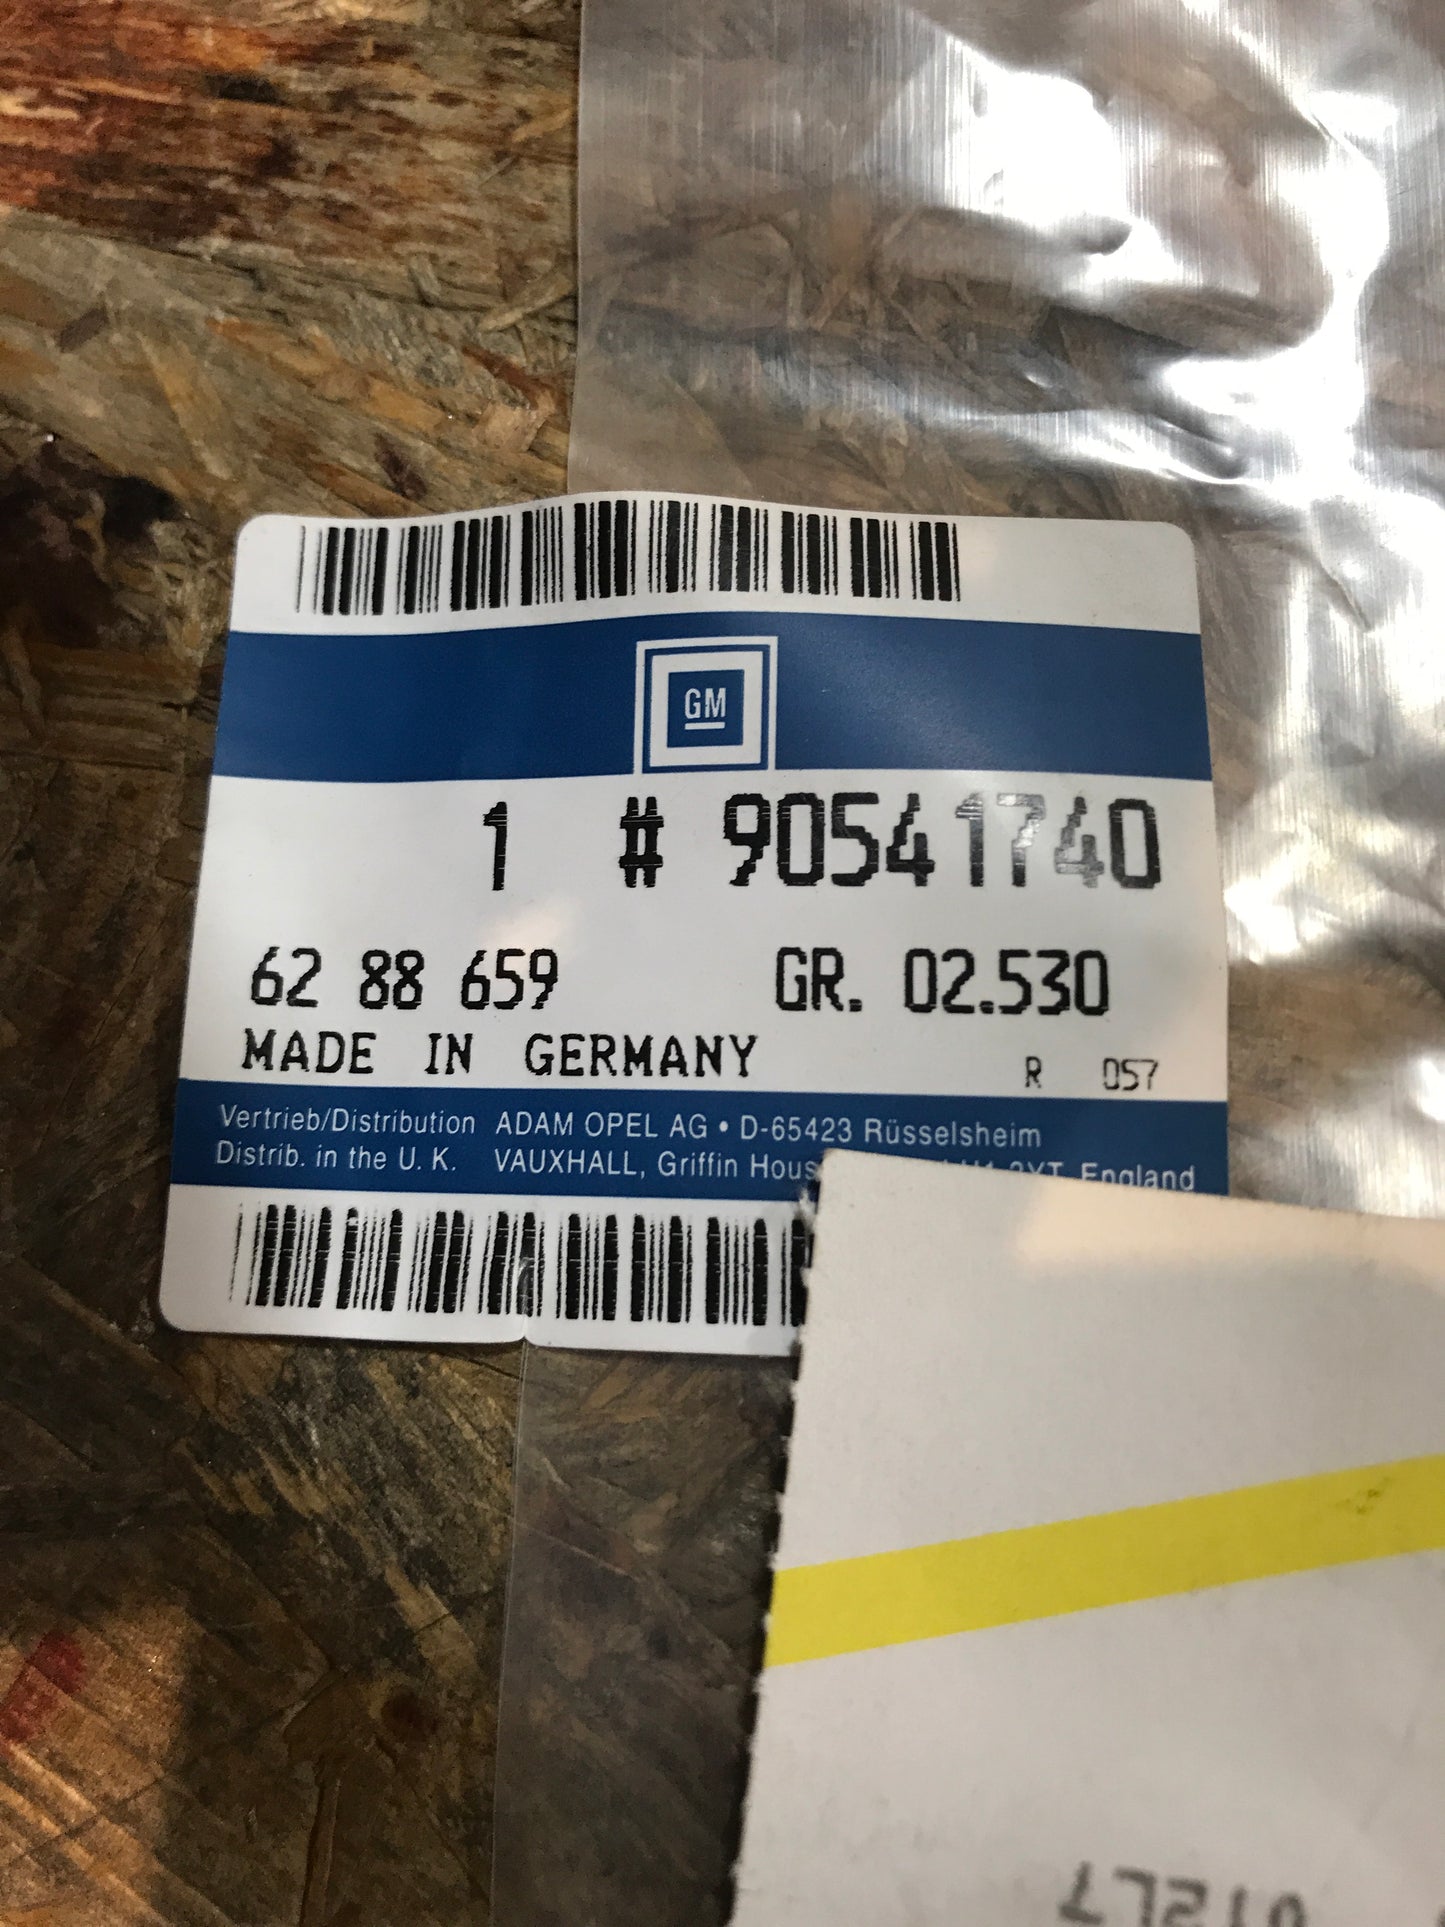 GM
1 # 90541740
62 88 659 GR. 02.530
MADE IN GERMANY R 057
Vertrieb/Distribution ADAM OPEL AG • D-65423 Rüsselsheim
Distrib. in the U. K. VAUXHALL, Griffin England